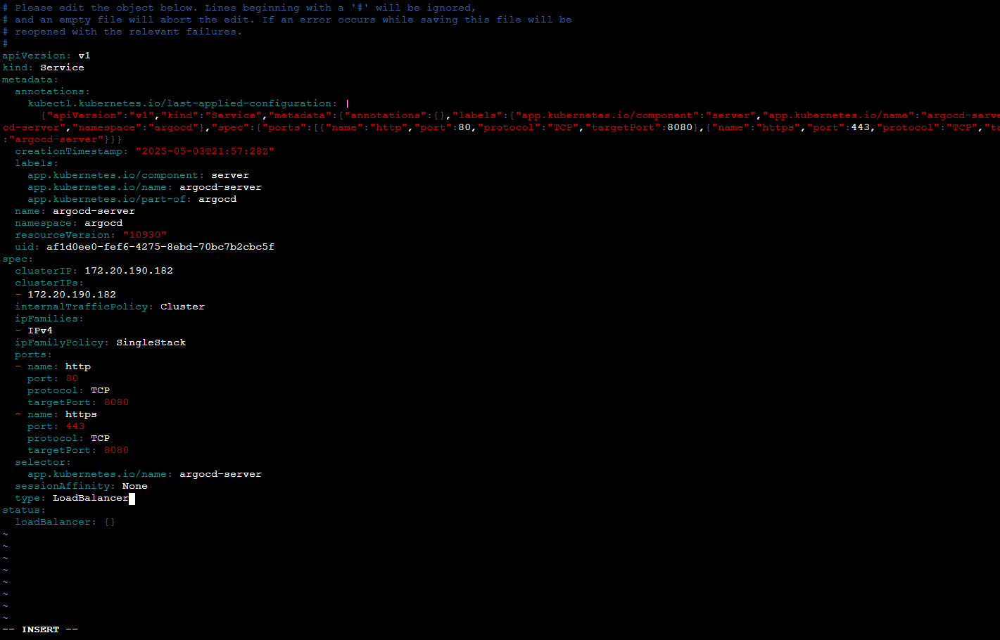 # Please edit the object below. Lines beginning with a '#' will be ignored,
# and an empty file will abort the edit. If an error occurs while saving this file will be
# reopened with the relevant failures.
#
apiVersion: v1
kind: Service
metadata:
  annotations:
    kubectl.kubernetes.io/last-applied-configuration: |
      {"apiVersion":"v1","kind":"Service","metadata":{"annotations":{},"labels":{"app.kubernetes.io/component":"server","app.kubernetes.io/name":"argocd-serve
cd-server","namespace":"argocd"},"spec":{"ports":[{"name":"http","port":80,"protocol":"TCP","targetPort":8080},{"name":"https","port":443,"protocol":"TCP","ta
:"argocd-server"}}}
  creationTimestamp: "2025-05-03T21:57:28Z"
  labels:
    app.kubernetes.io/component: server
    app.kubernetes.io/name: argocd-server
    app.kubernetes.io/part-of: argocd
  name: argocd-server
  namespace: argocd
  resourceVersion: "10930"
  uid: af1d0ee0-fef6-4275-8ebd-70bc7b2cbc5f
spec:
  clusterIP: 172.20.190.182
  clusterIPs:
  - 172.20.190.182
  internalTrafficPolicy: Cluster
  ipFamilies:
  - IPv4
  ipFamilyPolicy: SingleStack
  ports:
  - name: http
    port: 80
    protocol: TCP
    targetPort: 8080
  - name: https
    port: 443
    protocol: TCP
    targetPort: 8080
  selector:
    app.kubernetes.io/name: argocd-server
  sessionAffinity: None
  type: LoadBalancer
status:
  loadBalancer: {}
~
~
~
~
~
~
~
~
-- INSERT --